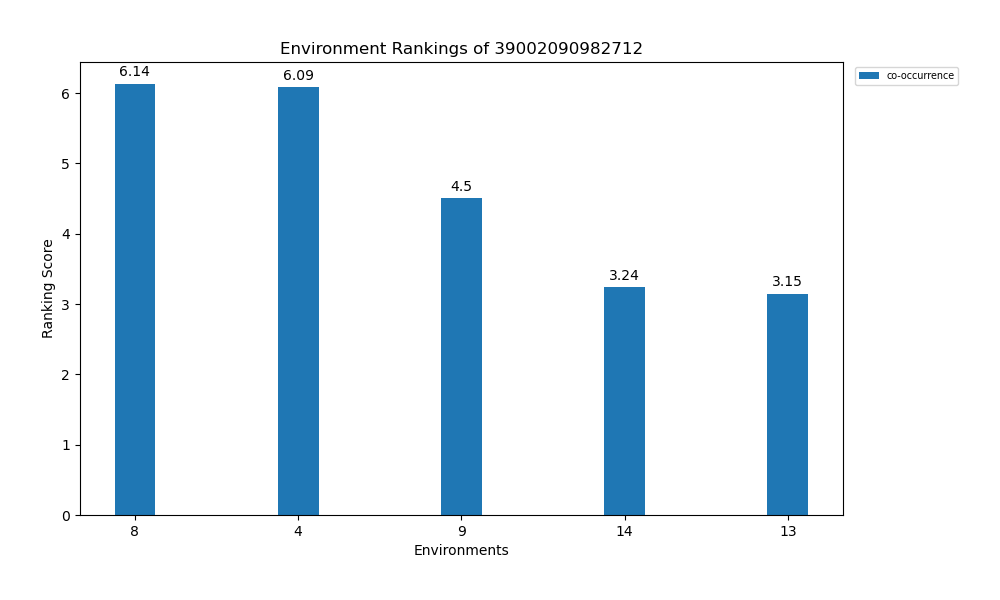 Environment Rankings of 39002090982712
co-occurrence
6.14
6.09
4.5
3.24
3.15
Ranking Score
6
5
4
3
2
1
0
8 4 9 14 13
Environments